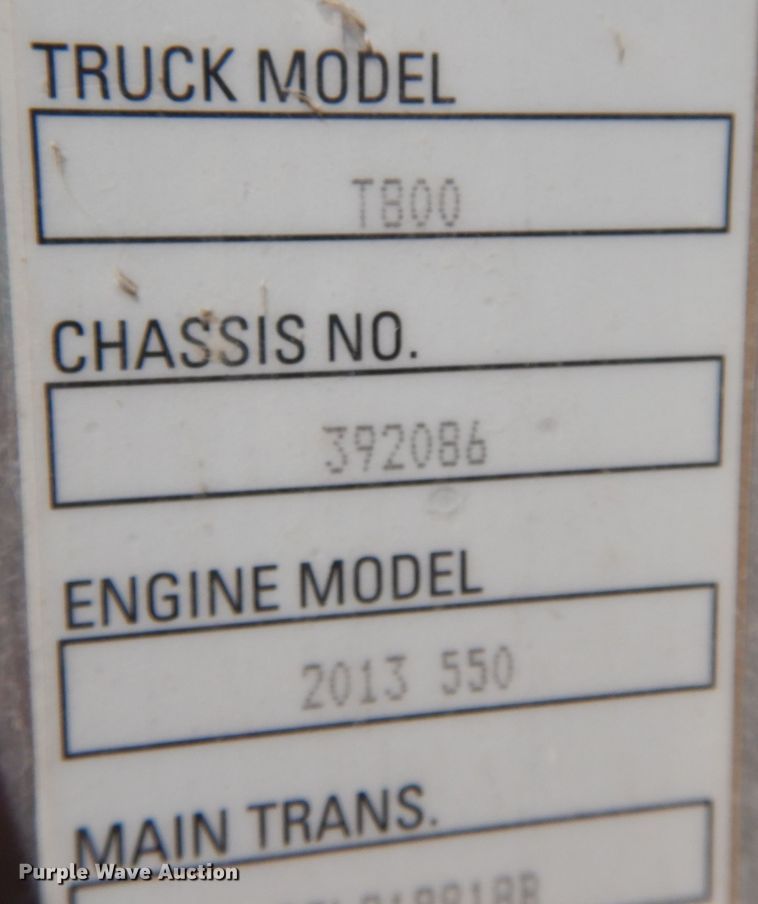 TRUCK MODEL
T800
CHASSIS NO.
392086
ENGINE MODEL
2013 550
MAIN TRANS.
Purple Wave Auction